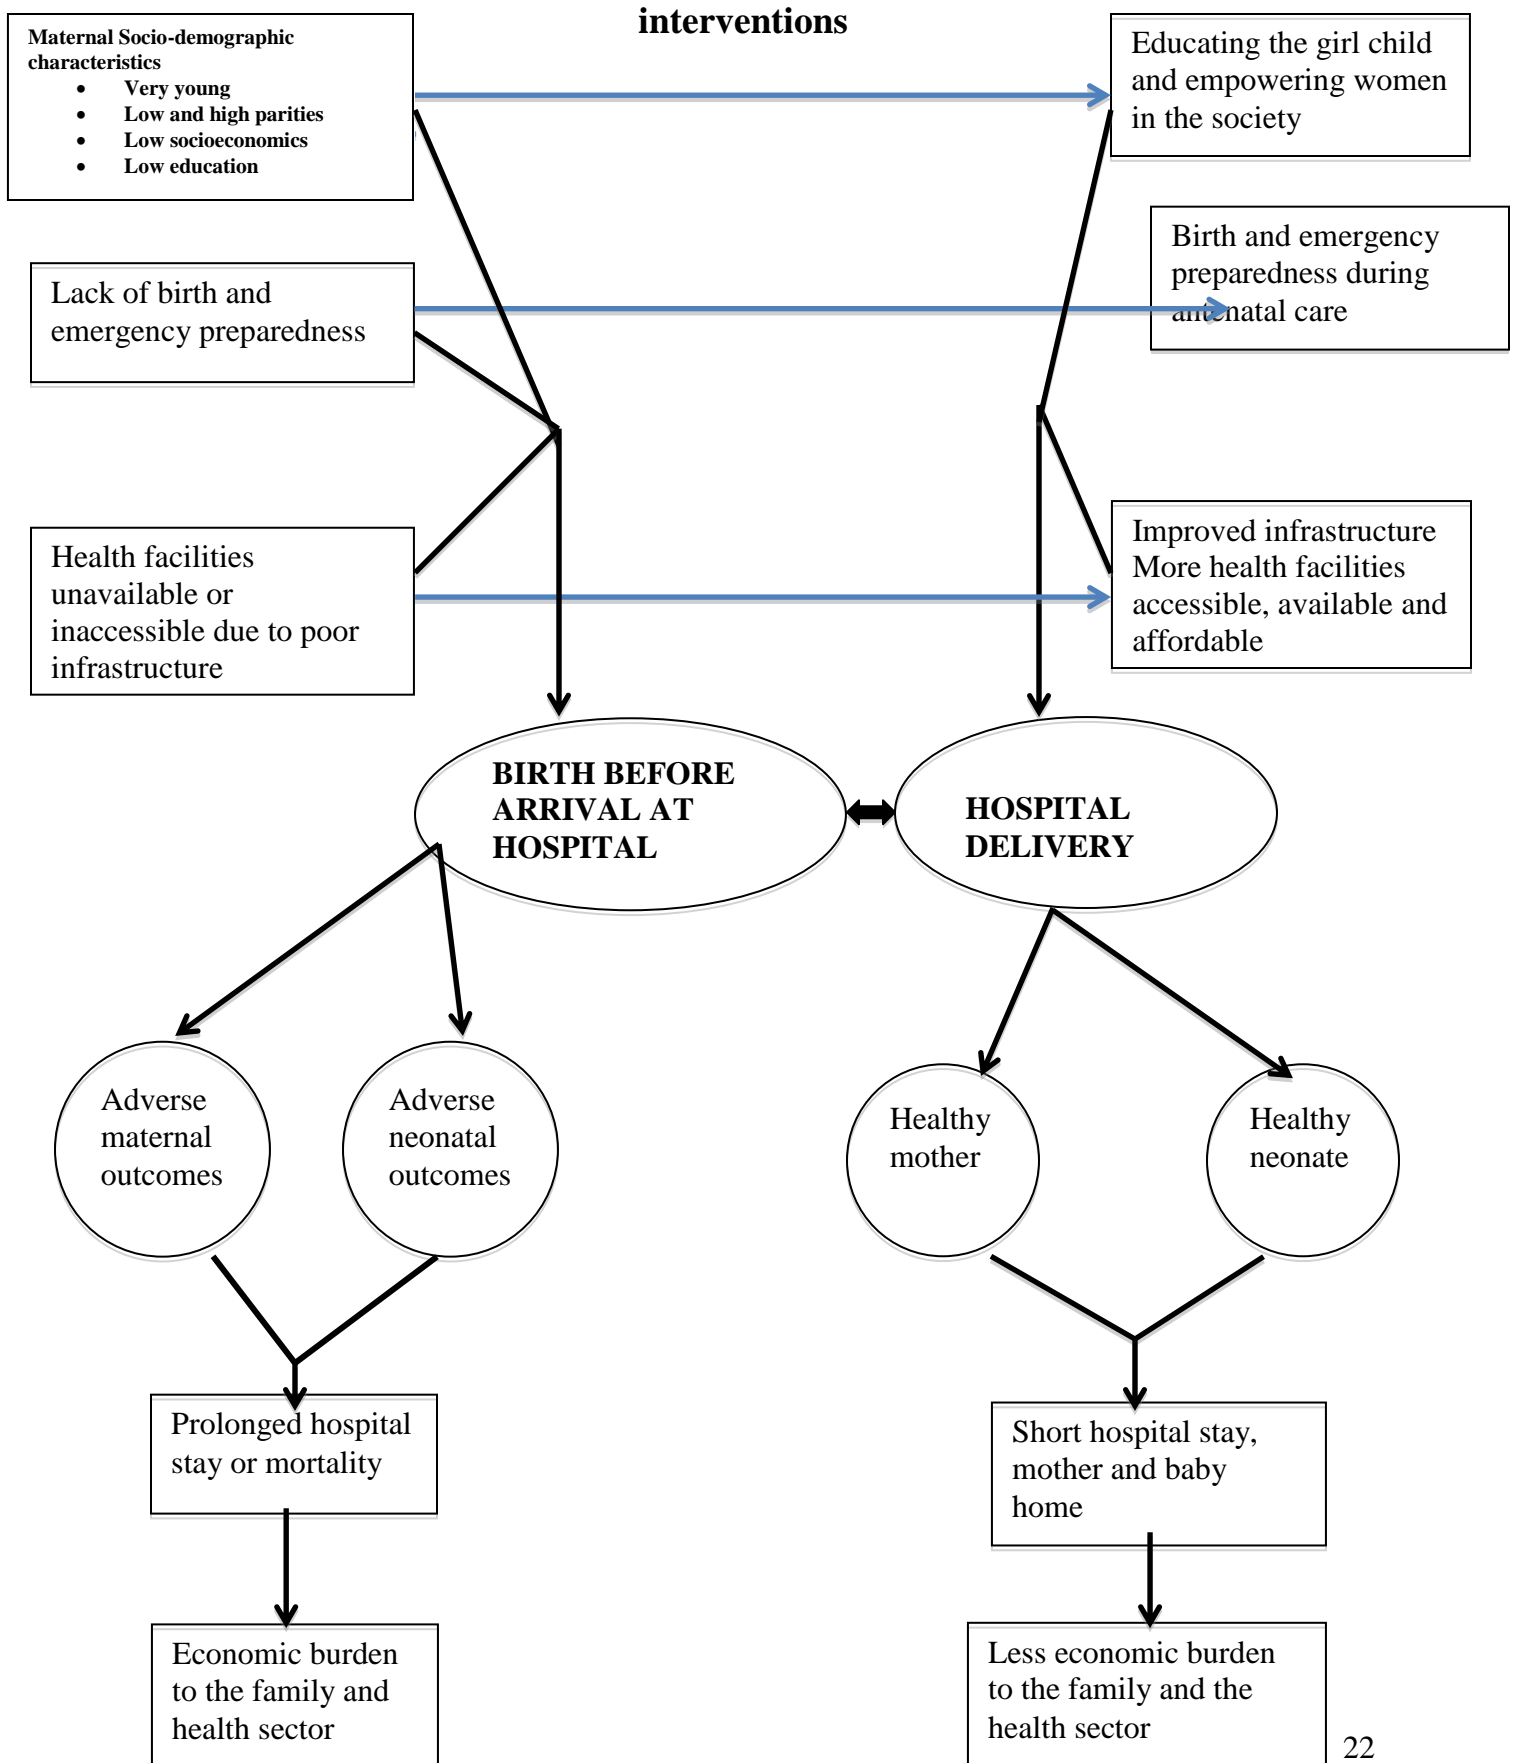 interventions
Maternal Socio-demographic
characteristics
• Very young
• Low and high parities
• Low socioeconomics
• Low education
Educating the girl child
and empowering women
in the society
Lack of birth and
emergency preparedness
Birth and emergency
preparedness during
antenatal care
Health facilities
unavailable or
inaccessible due to poor
infrastructure
Improved infrastructure
More health facilities
accessible, available and
affordable
BIRTH BEFORE
ARRIVAL AT
HOSPITAL
HOSPITAL
DELIVERY
Adverse
maternal
outcomes
Adverse
neonatal
outcomes
Healthy
mother
Healthy
neonate
Prolonged hospital
stay or mortality
Short hospital stay,
mother and baby
home
Economic burden
to the family and
health sector
Less economic burden
to the family and the
health sector
22